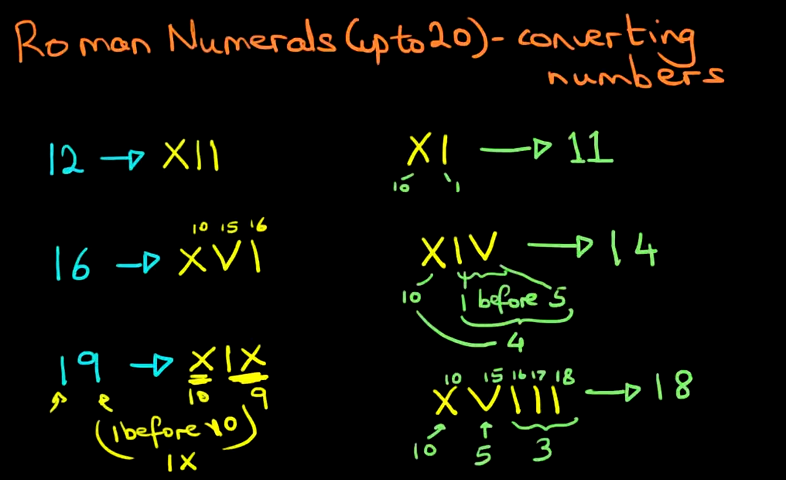 Roman Numerals (up to 20) - converting
numbers
12 → XII
10 15 16
16 → XVI
19 → XIX
10 9
(1 before 10)
IX
XI → 11
10 1
XIV → 14
10 1 before 5
4
10 15 16 17 18
XVIII → 18
10 5 3